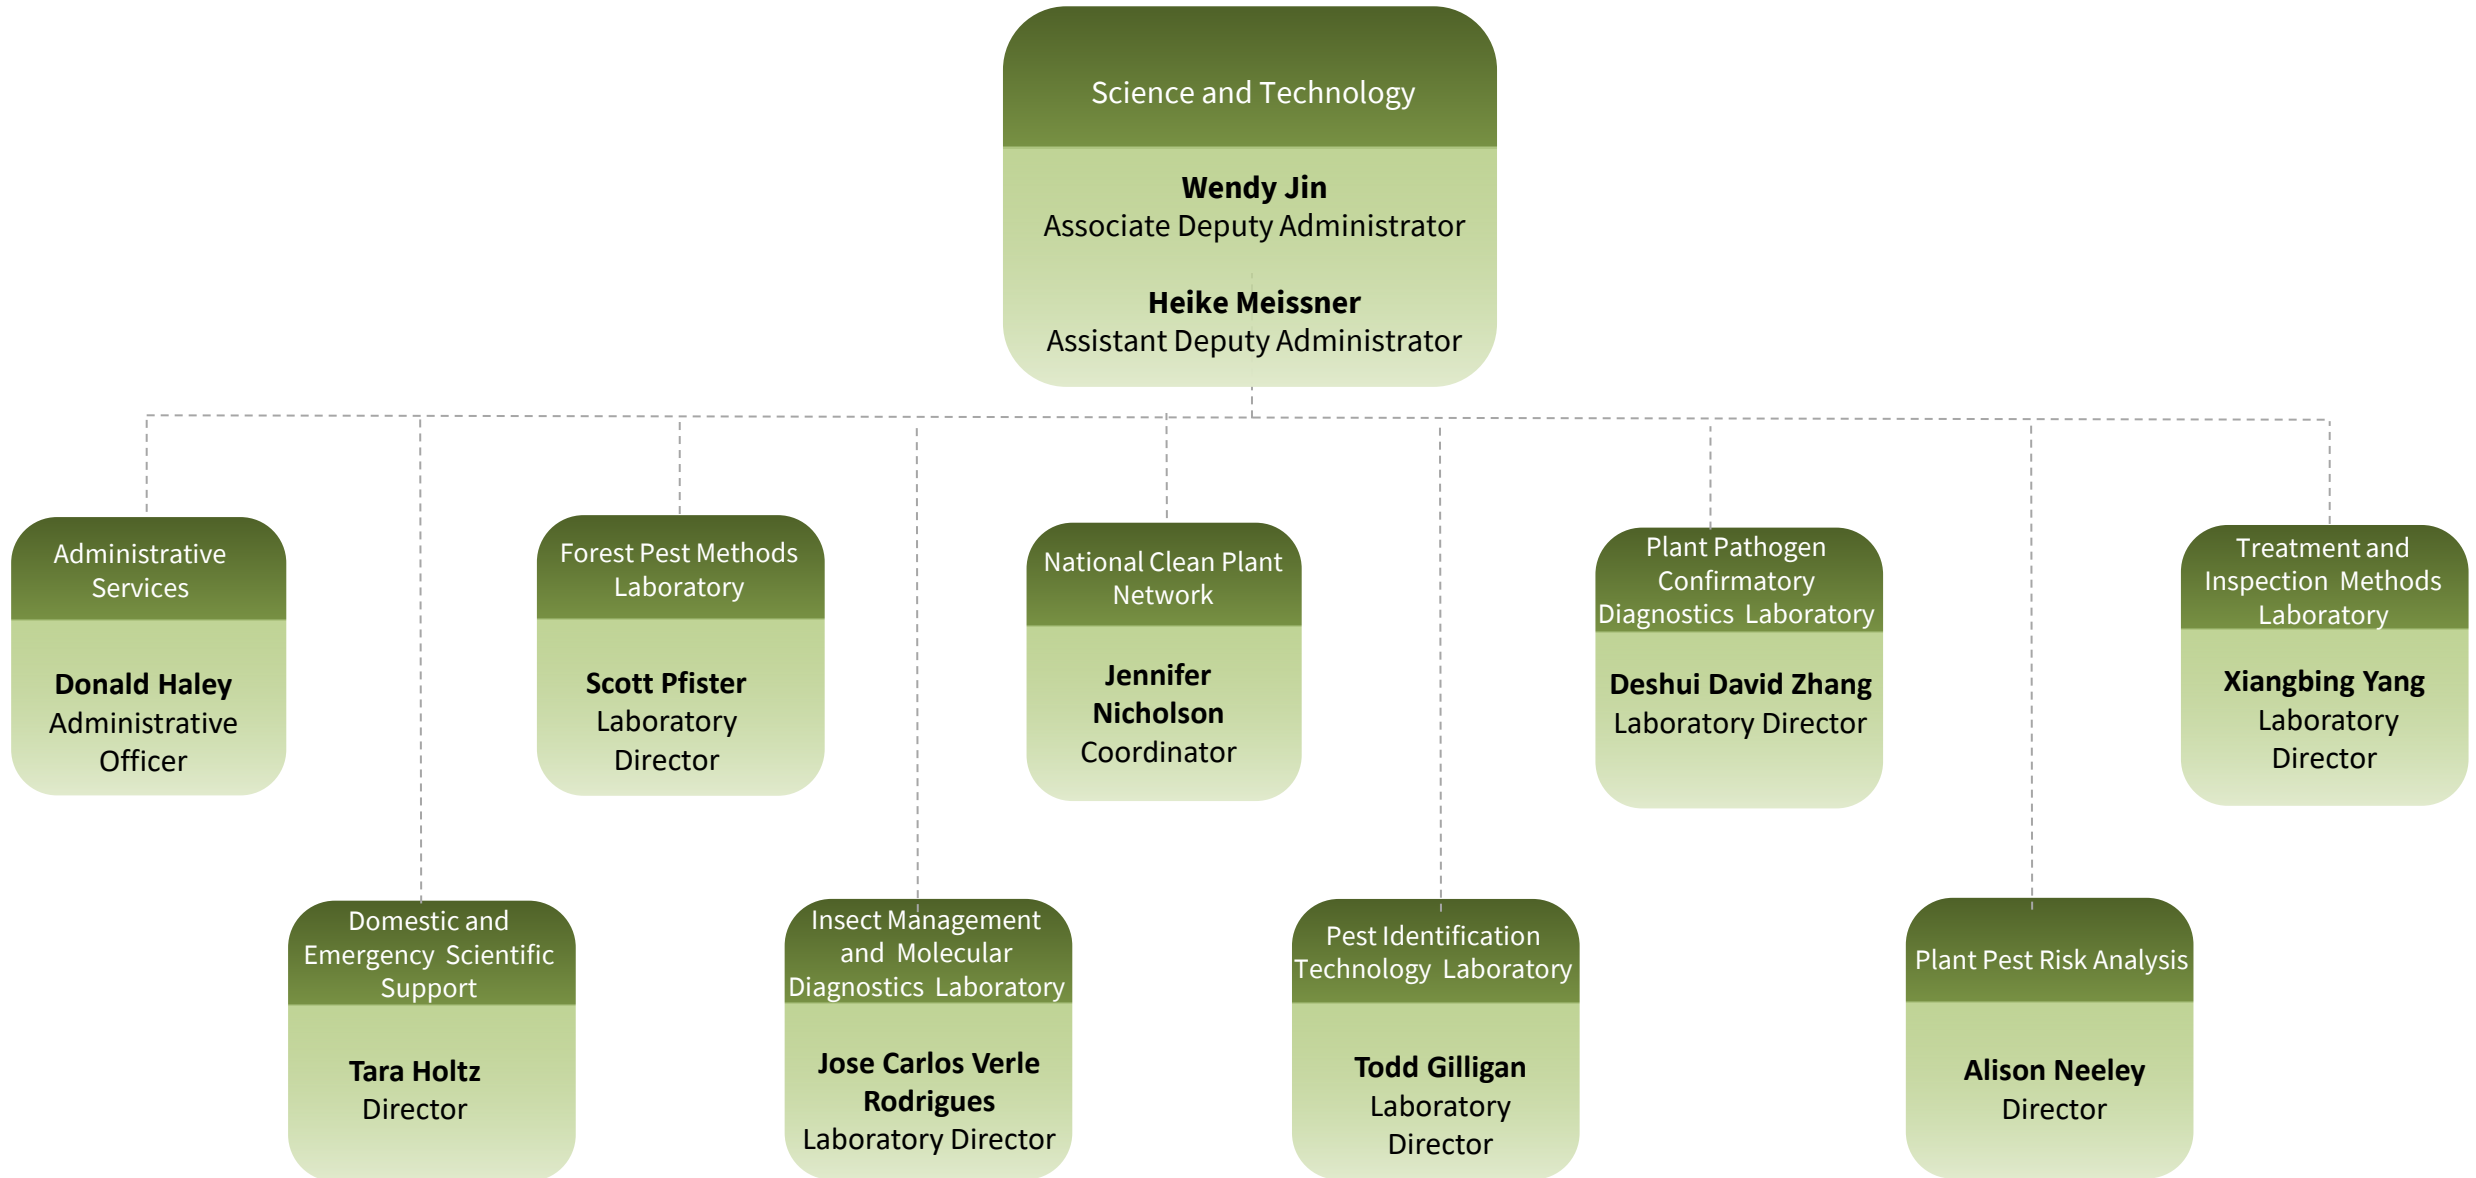 Science and Technology
Wendy Jin
Associate Deputy Administrator
Heike Meissner
Assistant Deputy Administrator
Administrative
Services
Donald Haley
Administrative
Officer
Forest Pest Methods
Laboratory
Scott Pfister
Laboratory
Director
National Clean Plant
Network
Jennifer
Nicholson
Coordinator
Plant Pathogen
Confirmatory
Diagnostics Laboratory
Deshui David Zhang
Laboratory Director
Treatment and
Inspection Methods
Laboratory
Xiangbing Yang
Laboratory
Director
Domestic and
Emergency Scientific
Support
Tara Holtz
Director
Insect Management
and Molecular
Diagnostics Laboratory
Jose Carlos Verle
Rodrigues
Laboratory Director
Pest Identification
Technology Laboratory
Todd Gilligan
Laboratory
Director
Plant Pest Risk Analysis
Alison Neeley
Director